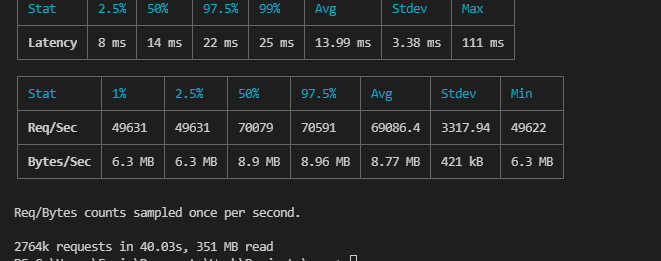 Stat 2.5% 50% 97.5% 99% Avg Stdev Max
Latency 8 ms 14 ms 22 ms 25 ms 13.99 ms 3.38 ms 111 ms
Stat 1% 2.5% 50% 97.5% Avg Stdev Min
Req/Sec 49631 49631 70079 70591 69086.4 3317.94 49622
Bytes/Sec 6.3 MB 6.3 MB 8.9 MB 8.96 MB 8.77 MB 421 kB 6.3 MB
Req/Bytes counts sampled once per second.
2764k requests in 40.03s, 351 MB read